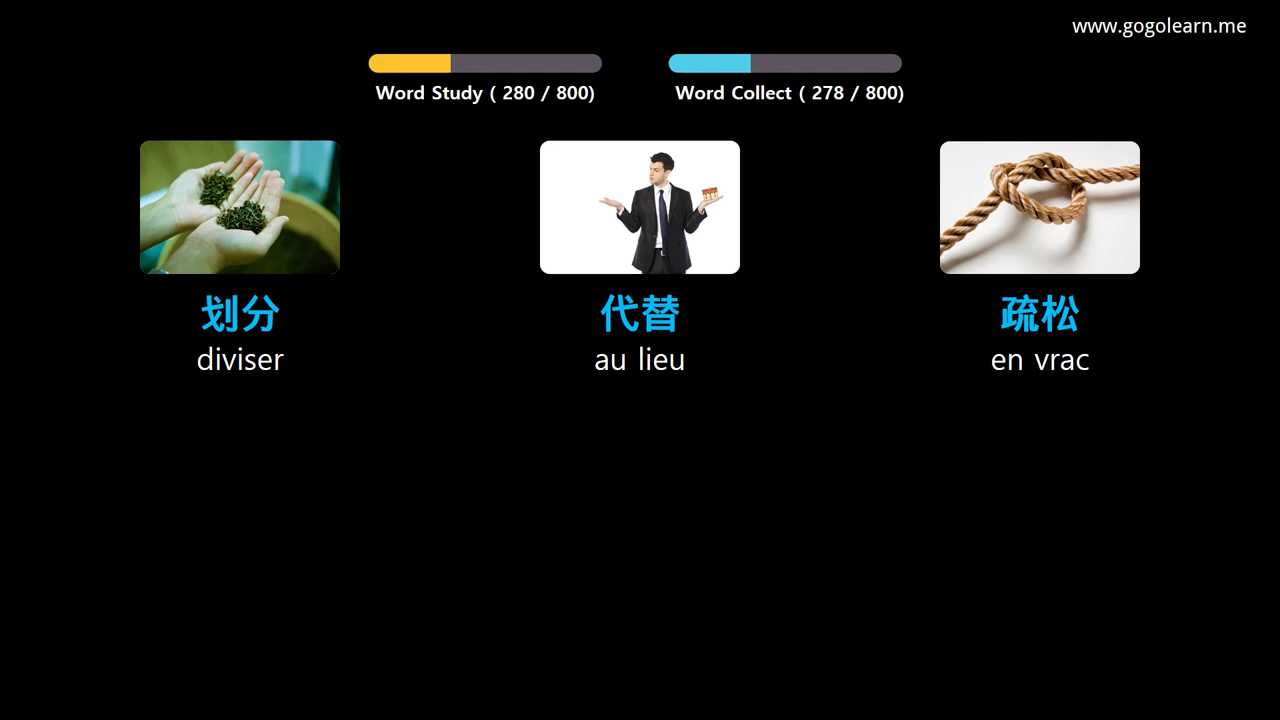 www.gogolearn.me
Word Study ( 280 / 800)
Word Collect ( 278 / 800)
划分
代替
疏松
diviser
au lieu
en vrac